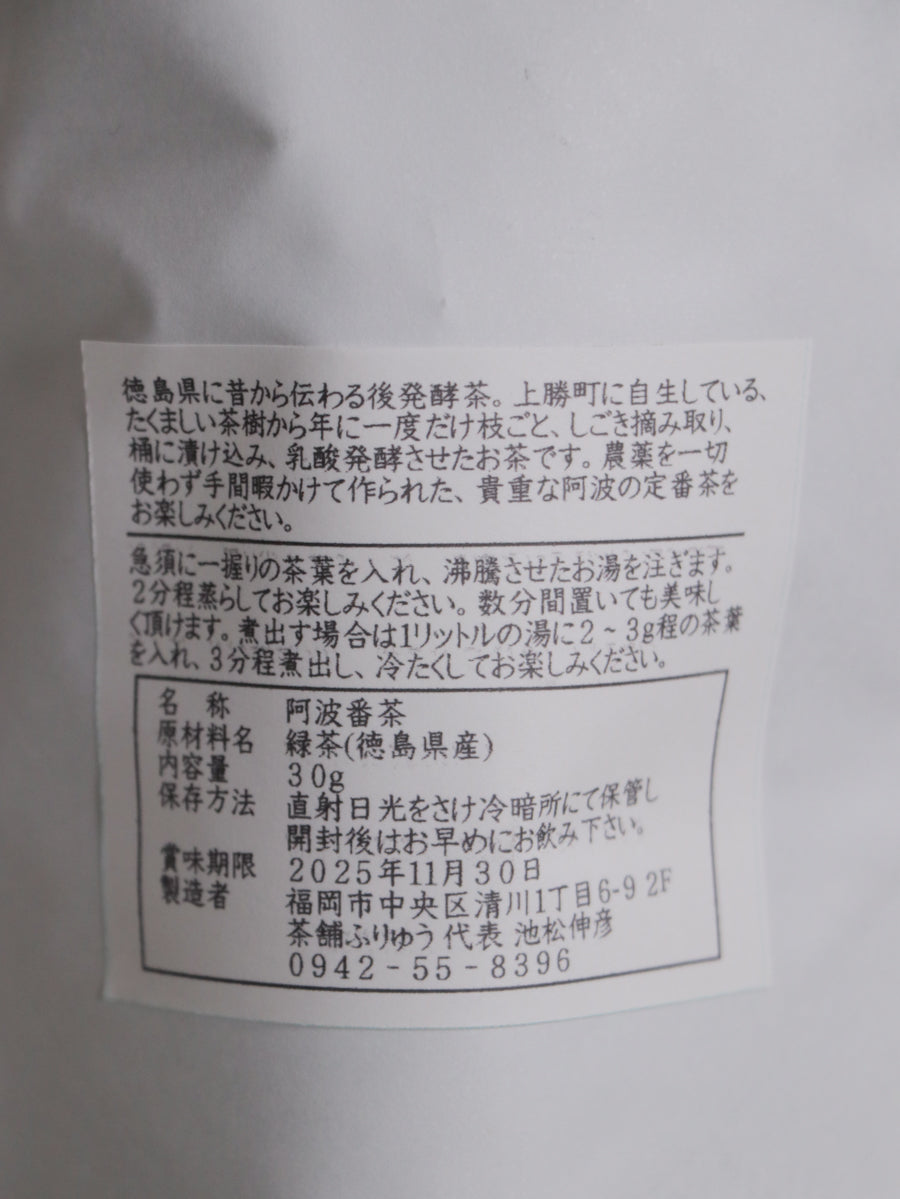 徳島県に昔から伝わる後発酵茶。上勝町に自生している、
たくましい茶樹から年に一度だけ枝ごと、しごき摘み取り、
桶に漬け込み、乳酸発酵させたお茶です。農薬を一切
使わず手間暇かけて作られた、貴重な阿波の定番茶を
お楽しみください。
急須に一握りの茶葉を入れ、沸騰させたお湯を注ぎます。
2分程蒸らしてお楽しみください。数分間置いても美味し
く頂けます。煮出す場合は1リットルの湯に2～3g程の茶葉
を入れ、3分程煮出し、冷たくしてお楽しみください。
名　称　阿波番茶
原材料名　緑茶(徳島県産)
内容量　30g
保存方法　直射日光をさけ冷暗所にて保管し
開封後はお早めにお飲み下さい。
賞味期限　2025年11月30日
製造者　福岡市中央区清川1丁目6-9 2F
茶舗ふりゅう 代表 池松伸彦
0942-55-8396